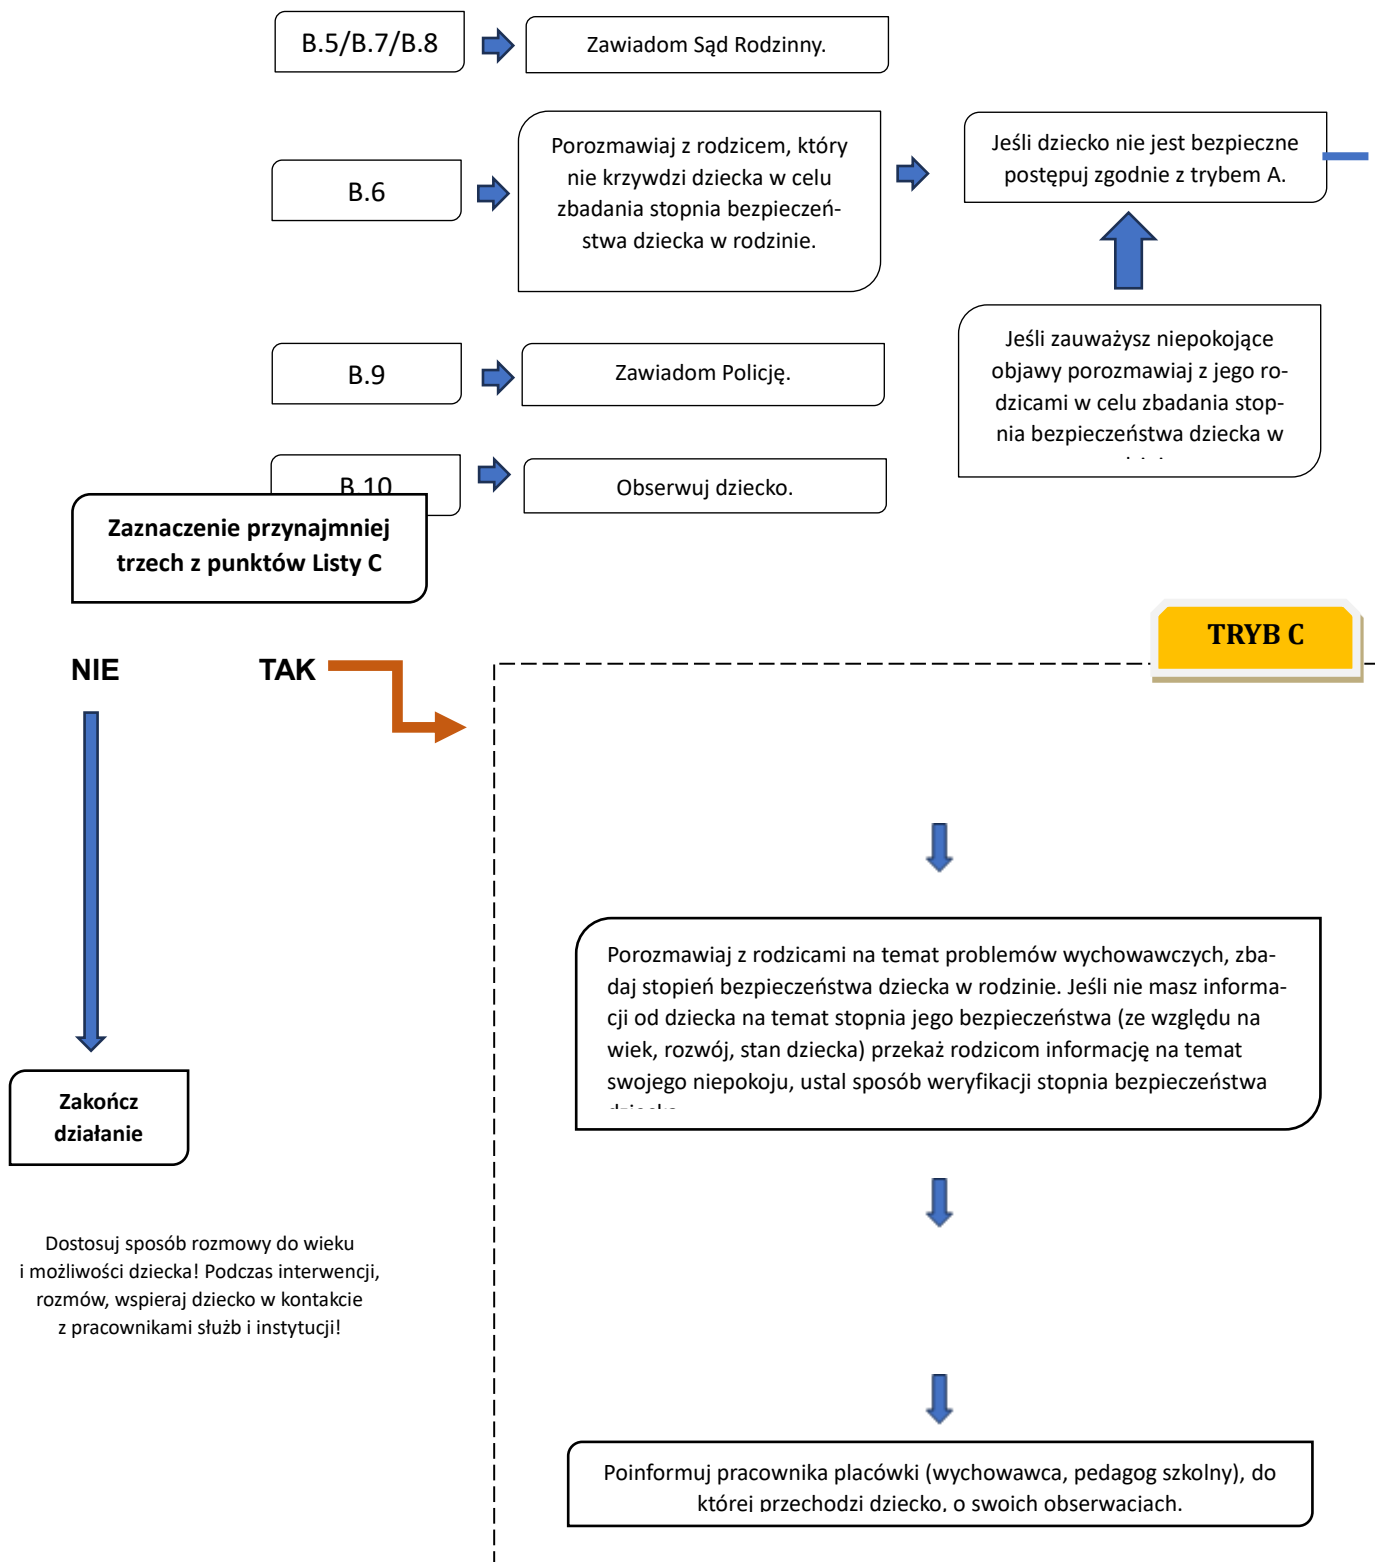 B.5/B.7/B.8
Zawiadom Sąd Rodzinny.
B.6
Porozmawiaj z rodzicem, który
nie krzywdzi dziecka w celu
zbadania stopnia bezpieczeń-
stwa dziecka w rodzinie.
Jeśli dziecko nie jest bezpieczne
postępuj zgodnie z trybem A.
Jeśli zauważysz niepokojące
objawy porozmawiaj z jego ro-
dzicami w celu zbadania stop-
nia bezpieczeństwa dziecka w
B.9
Zawiadom Policję.
B.10
Obserwuj dziecko.
Zaznaczenie przynajmniej
trzech z punktów Listy C
TRYB C
NIE
TAK
Porozmawiaj z rodzicami na temat problemów wychowawczych, zba-
daj stopień bezpieczeństwa dziecka w rodzinie. Jeśli nie masz informa-
cji od dziecka na temat stopnia jego bezpieczeństwa (ze względu na
wiek, rozwój, stan dziecka) przekaż rodzicom informację na temat
swojego niepokoju, ustal sposób weryfikacji stopnia bezpieczeństwa
Zakończ
działanie
Dostosuj sposób rozmowy do wieku
i możliwości dziecka! Podczas interwencji,
rozmów, wspieraj dziecko w kontakcie
z pracownikami służb i instytucji!
Poinformuj pracownika placówki (wychowawca, pedagog szkolny), do
której przechodzi dziecko, o swoich obserwacjach.